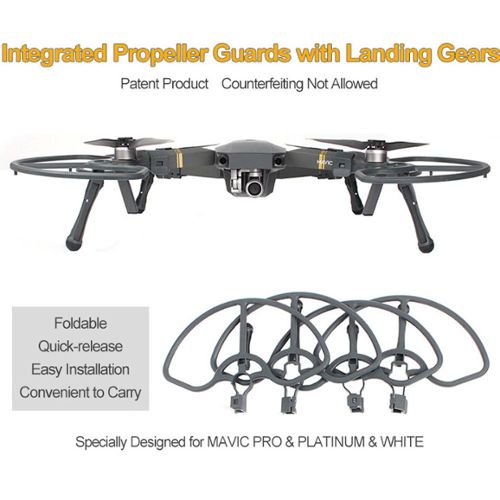 Integrated Propeller Guards with Landing Gears
Patent Product Counterfeiting Not Allowed
MAVIC
Foldable
Quick-release
Easy Installation
Convenient to Carry
Specially Designed for MAVIC PRO & PLATINUM & WHITE